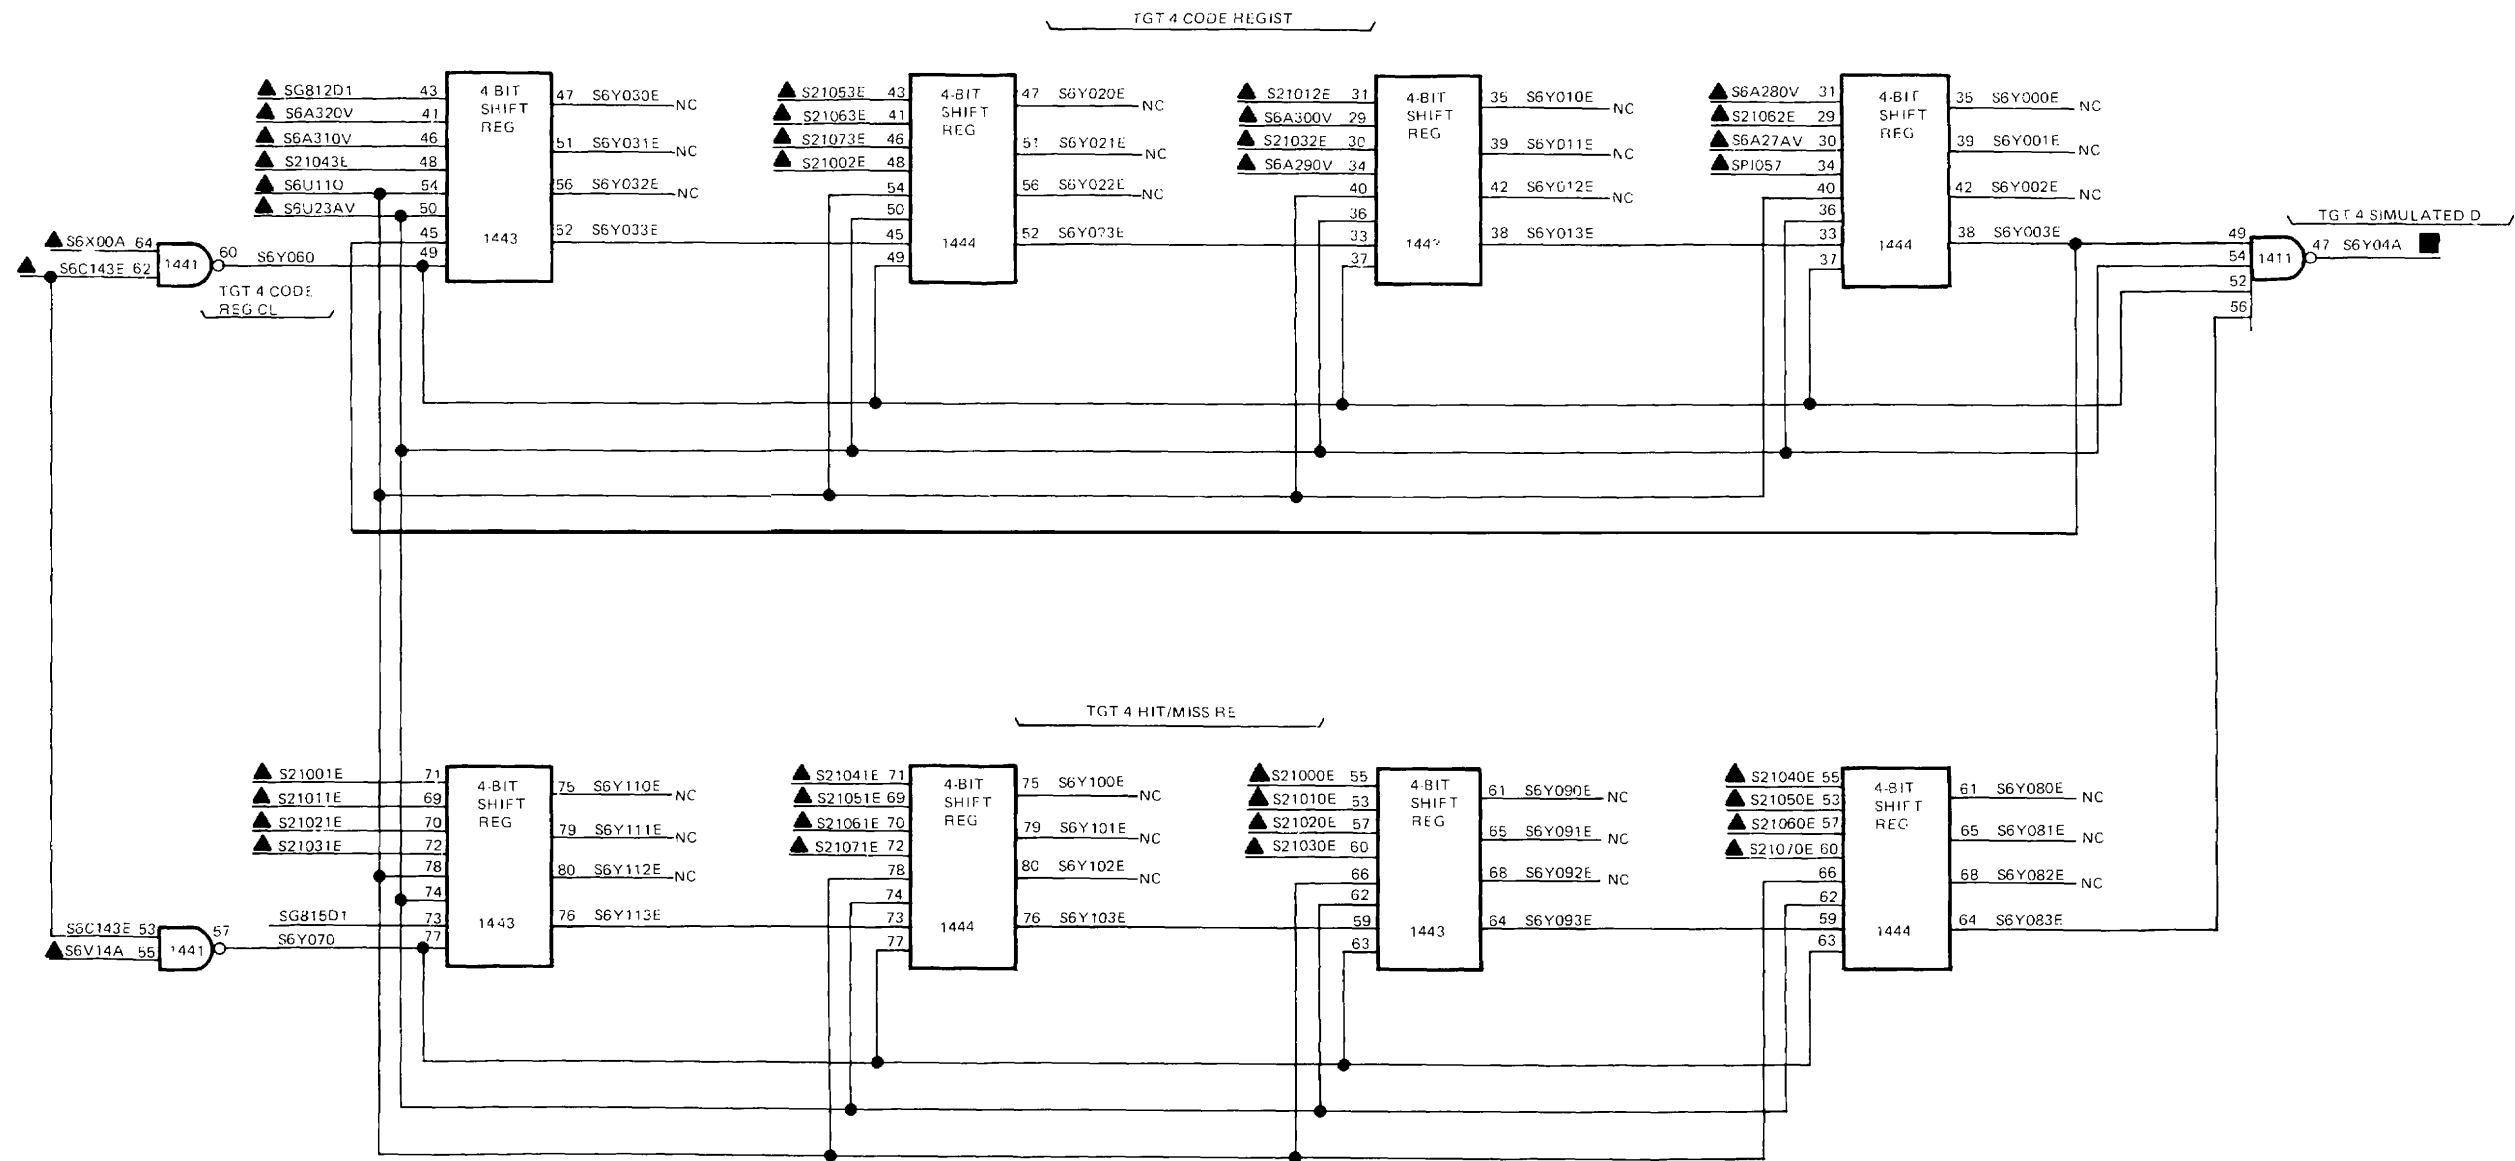 TGT 4 CODE REGIST
SG812D1 43
S6A320V 41
S6A310V 46
S21043E 48
S6U11O 54
S6U23AV 50
45
49
4-BIT
SHIFT
REG
1443
47 S6Y030E NC
51 S6Y031E NC
56 S6Y032E NC
52 S6Y033E
S21053E 43
S21063E 41
S21073E 46
S21002E 48
54
50
45
49
4-BIT
SHIFT
REG
1444
47 S6Y020E NC
51 S6Y021E NC
56 S6Y022E NC
52 S6Y023E
S21012E 31
S6A300V 29
S21032E 30
S6A290V 34
40
36
33
37
4-BIT
SHIFT
REG
35 S6Y010E NC
39 S6Y011E NC
42 S6Y012E NC
38 S6Y013E
S6A280V 31
S21062E 29
S6A27AV 30
SPI057 34
40
36
33
37
4-BIT
SHIFT
REG
1444
35 S6Y000E NC
39 S6Y001E NC
42 S6Y002E NC
38 S6Y003E
TGT 4 SIMULATED D
49
54
52
56
1411
47 S6Y04A
S6X00A 64
S6C143E 62
1441
60 S6Y060
TGT 4 CODE
REG CL
TGT 4 HIT/MISS RE
S21001E 71
S21011E 69
S21021E 70
S21031E 72
78
74
SG815D1 73
S6Y070 77
4-BIT
SHIFT
REG
1443
75 S6Y110E NC
79 S6Y111E NC
80 S6Y112E NC
76 S6Y113E
S21041E 71
S21051E 69
S21061E 70
S21071E 72
78
74
73
77
4-BIT
SHIFT
REG
1444
75 S6Y100E NC
79 S6Y101E NC
80 S6Y102E NC
76 S6Y103E
S21000E 55
S21010E 53
S21020E 57
S21030E 60
66
62
59
63
4-BIT
SHIFT
REG
1443
61 S6Y090E NC
65 S6Y091E NC
68 S6Y092E NC
64 S6Y093E
S21040E 55
S21050E 53
S21060E 57
S21070E 60
66
62
59
63
4-BIT
SHIFT
REG
1444
61 S6Y080E NC
65 S6Y081E NC
68 S6Y082E NC
64 S6Y083E
S6C143E 53
S6V14A 55
1441
57